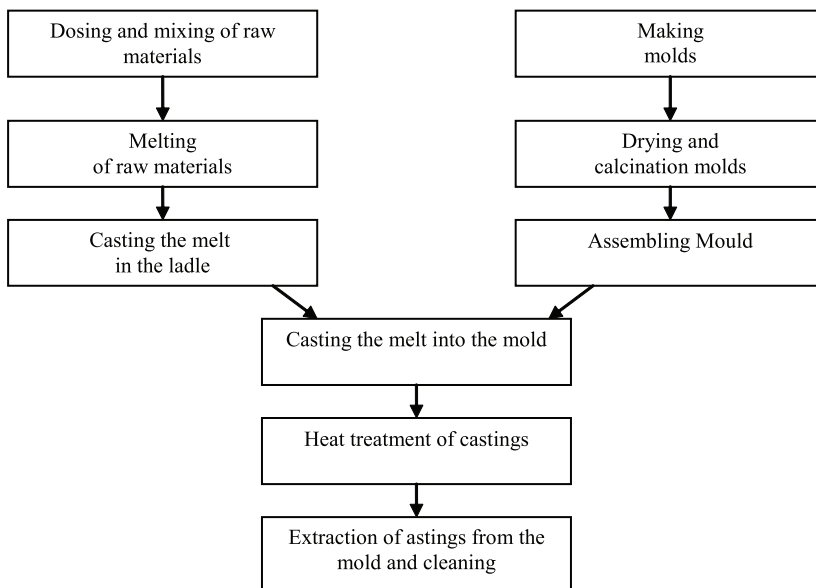 Dosing and mixing of raw
materials
Melting
of raw materials
Casting the melt
in the ladle
Making
molds
Drying and
calcination molds
Assembling Mould
Casting the melt into the mold
Heat treatment of castings
Extraction of astings from the
mold and cleaning